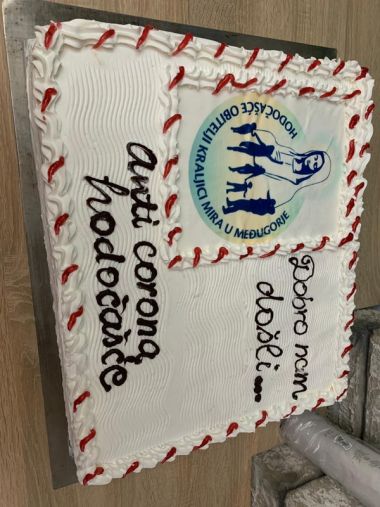 HODOČAŠĆE OBITELJI KRALJICI
MIRA U MEĐUGORJE
Dobro nam
došli...
anti corona
hodočašće